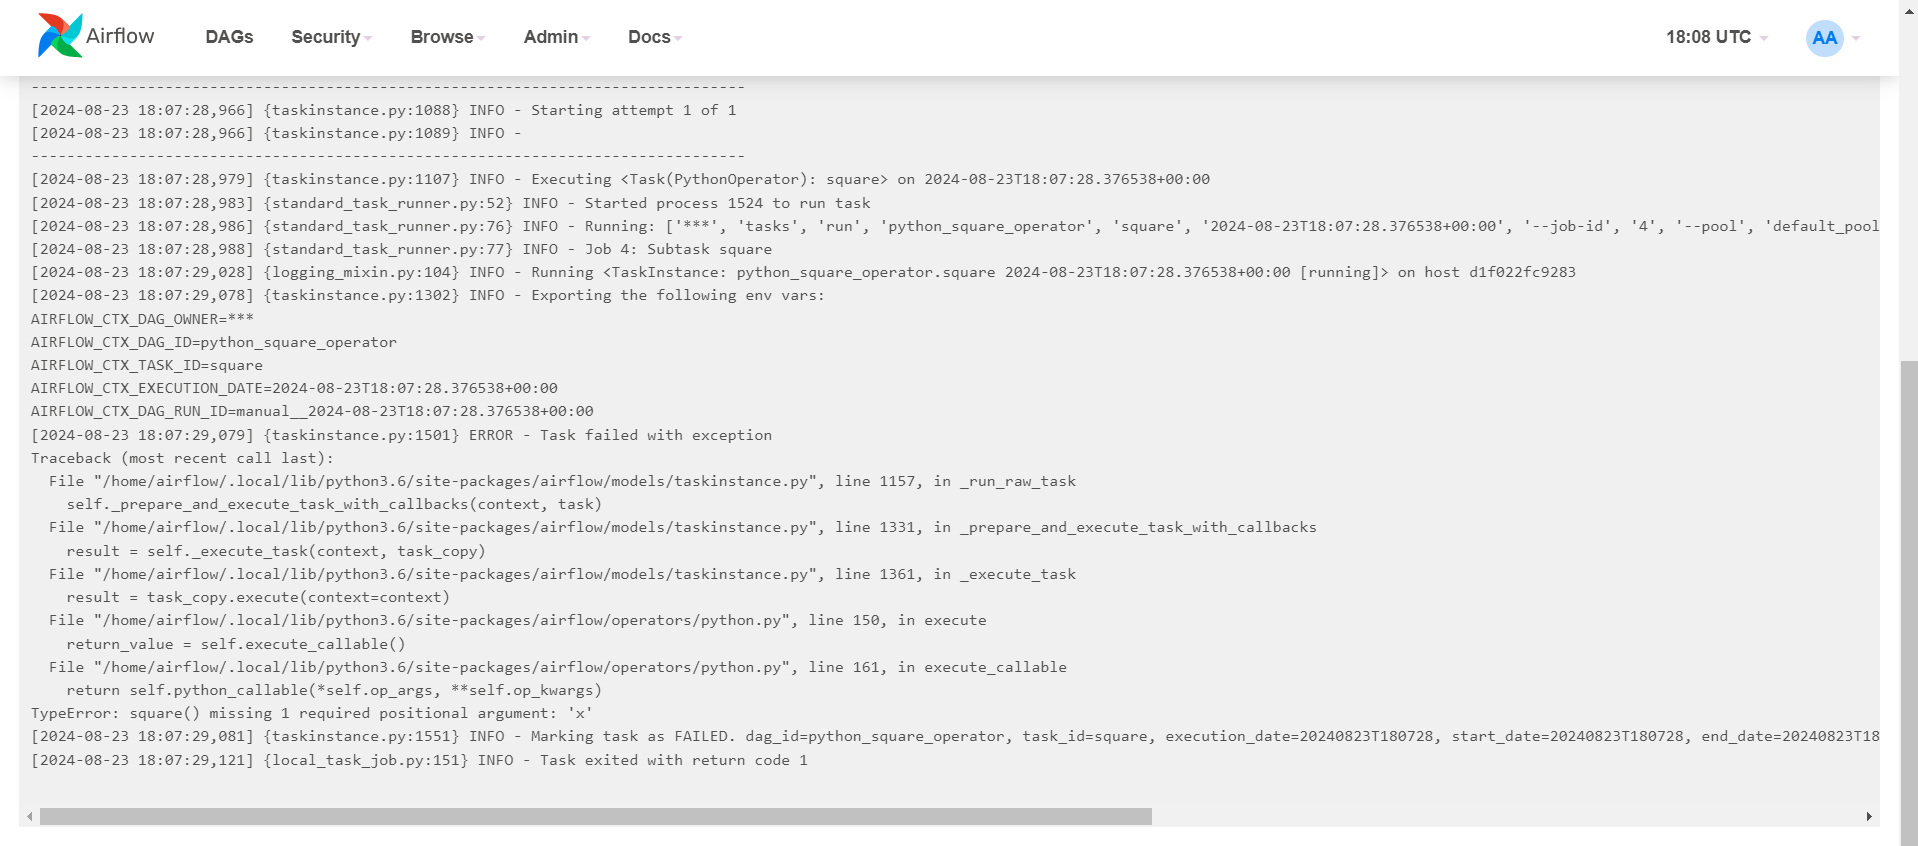 Airflow DAGs Security Browse Admin Docs 18:08 UTC AA
--------------------------------------------------------------------------------
[2024-08-23 18:07:28,966] {taskinstance.py:1088} INFO - Starting attempt 1 of 1
[2024-08-23 18:07:28,966] {taskinstance.py:1089} INFO -
--------------------------------------------------------------------------------
[2024-08-23 18:07:28,979] {taskinstance.py:1107} INFO - Executing <Task(PythonOperator): square> on 2024-08-23T18:07:28.376538+00:00
[2024-08-23 18:07:28,983] {standard_task_runner.py:52} INFO - Started process 1524 to run task
[2024-08-23 18:07:28,986] {standard_task_runner.py:76} INFO - Running: ['***', 'tasks', 'run', 'python_square_operator', 'square', '2024-08-23T18:07:28.376538+00:00', '--job-id', '4', '--pool', 'default_pool
[2024-08-23 18:07:28,988] {standard_task_runner.py:77} INFO - Job 4: Subtask square
[2024-08-23 18:07:29,028] {logging_mixin.py:104} INFO - Running <TaskInstance: python_square_operator.square 2024-08-23T18:07:28.376538+00:00 [running]> on host d1f022fc9283
[2024-08-23 18:07:29,078] {taskinstance.py:1302} INFO - Exporting the following env vars:
AIRFLOW_CTX_DAG_OWNER=***
AIRFLOW_CTX_DAG_ID=python_square_operator
AIRFLOW_CTX_TASK_ID=square
AIRFLOW_CTX_EXECUTION_DATE=2024-08-23T18:07:28.376538+00:00
AIRFLOW_CTX_DAG_RUN_ID=manual__2024-08-23T18:07:28.376538+00:00
[2024-08-23 18:07:29,079] {taskinstance.py:1501} ERROR - Task failed with exception
Traceback (most recent call last):
  File "/home/airflow/.local/lib/python3.6/site-packages/airflow/models/taskinstance.py", line 1157, in _run_raw_task
    self._prepare_and_execute_task_with_callbacks(context, task)
  File "/home/airflow/.local/lib/python3.6/site-packages/airflow/models/taskinstance.py", line 1331, in _prepare_and_execute_task_with_callbacks
    result = self._execute_task(context, task_copy)
  File "/home/airflow/.local/lib/python3.6/site-packages/airflow/models/taskinstance.py", line 1361, in _execute_task
    result = task_copy.execute(context=context)
  File "/home/airflow/.local/lib/python3.6/site-packages/airflow/operators/python.py", line 150, in execute
    return_value = self.execute_callable()
  File "/home/airflow/.local/lib/python3.6/site-packages/airflow/operators/python.py", line 161, in execute_callable
    return self.python_callable(*self.op_args, **self.op_kwargs)
TypeError: square() missing 1 required positional argument: 'x'
[2024-08-23 18:07:29,081] {taskinstance.py:1551} INFO - Marking task as FAILED. dag_id=python_square_operator, task_id=square, execution_date=20240823T180728, start_date=20240823T180728, end_date=20240823T18
[2024-08-23 18:07:29,121] {local_task_job.py:151} INFO - Task exited with return code 1